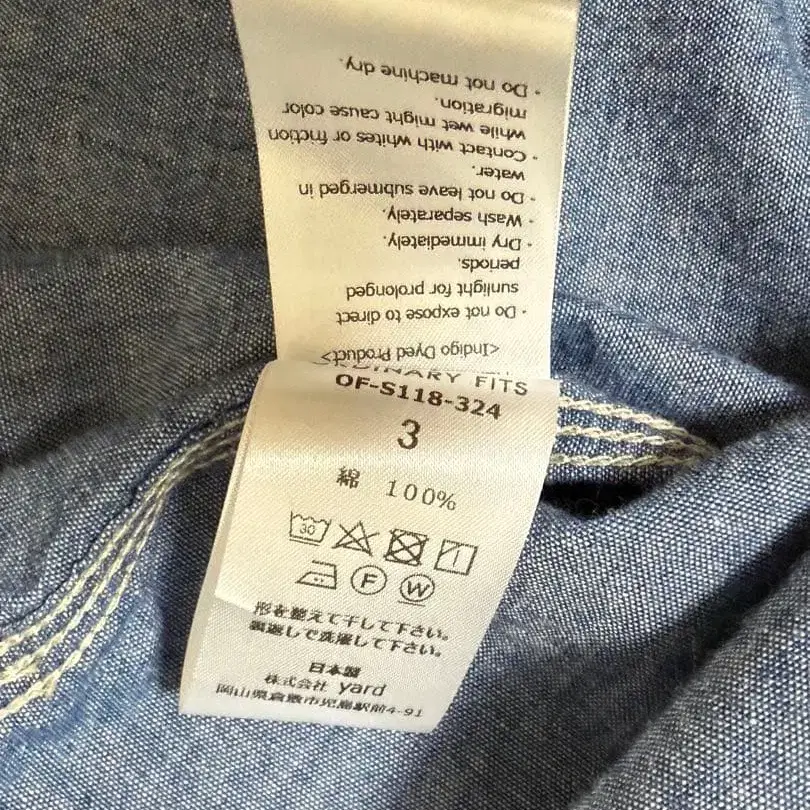 <Indigo Dyed Product>
・Do not expose to direct
sunlight for prolonged
periods.
・Dry immediately.
・Wash separately.
・Do not leave submerged in
water.
・Contact with whites or friction
while wet might cause color
migration.
・Do not machine dry.
ORDINARY FITS
OF-S118-324
3
綿 100%
30
F W
形を整えて干して下さい。
裏返しで洗濯して下さい。
日本製
株式会社 yard
岡山県倉敷市児島駅前4-91